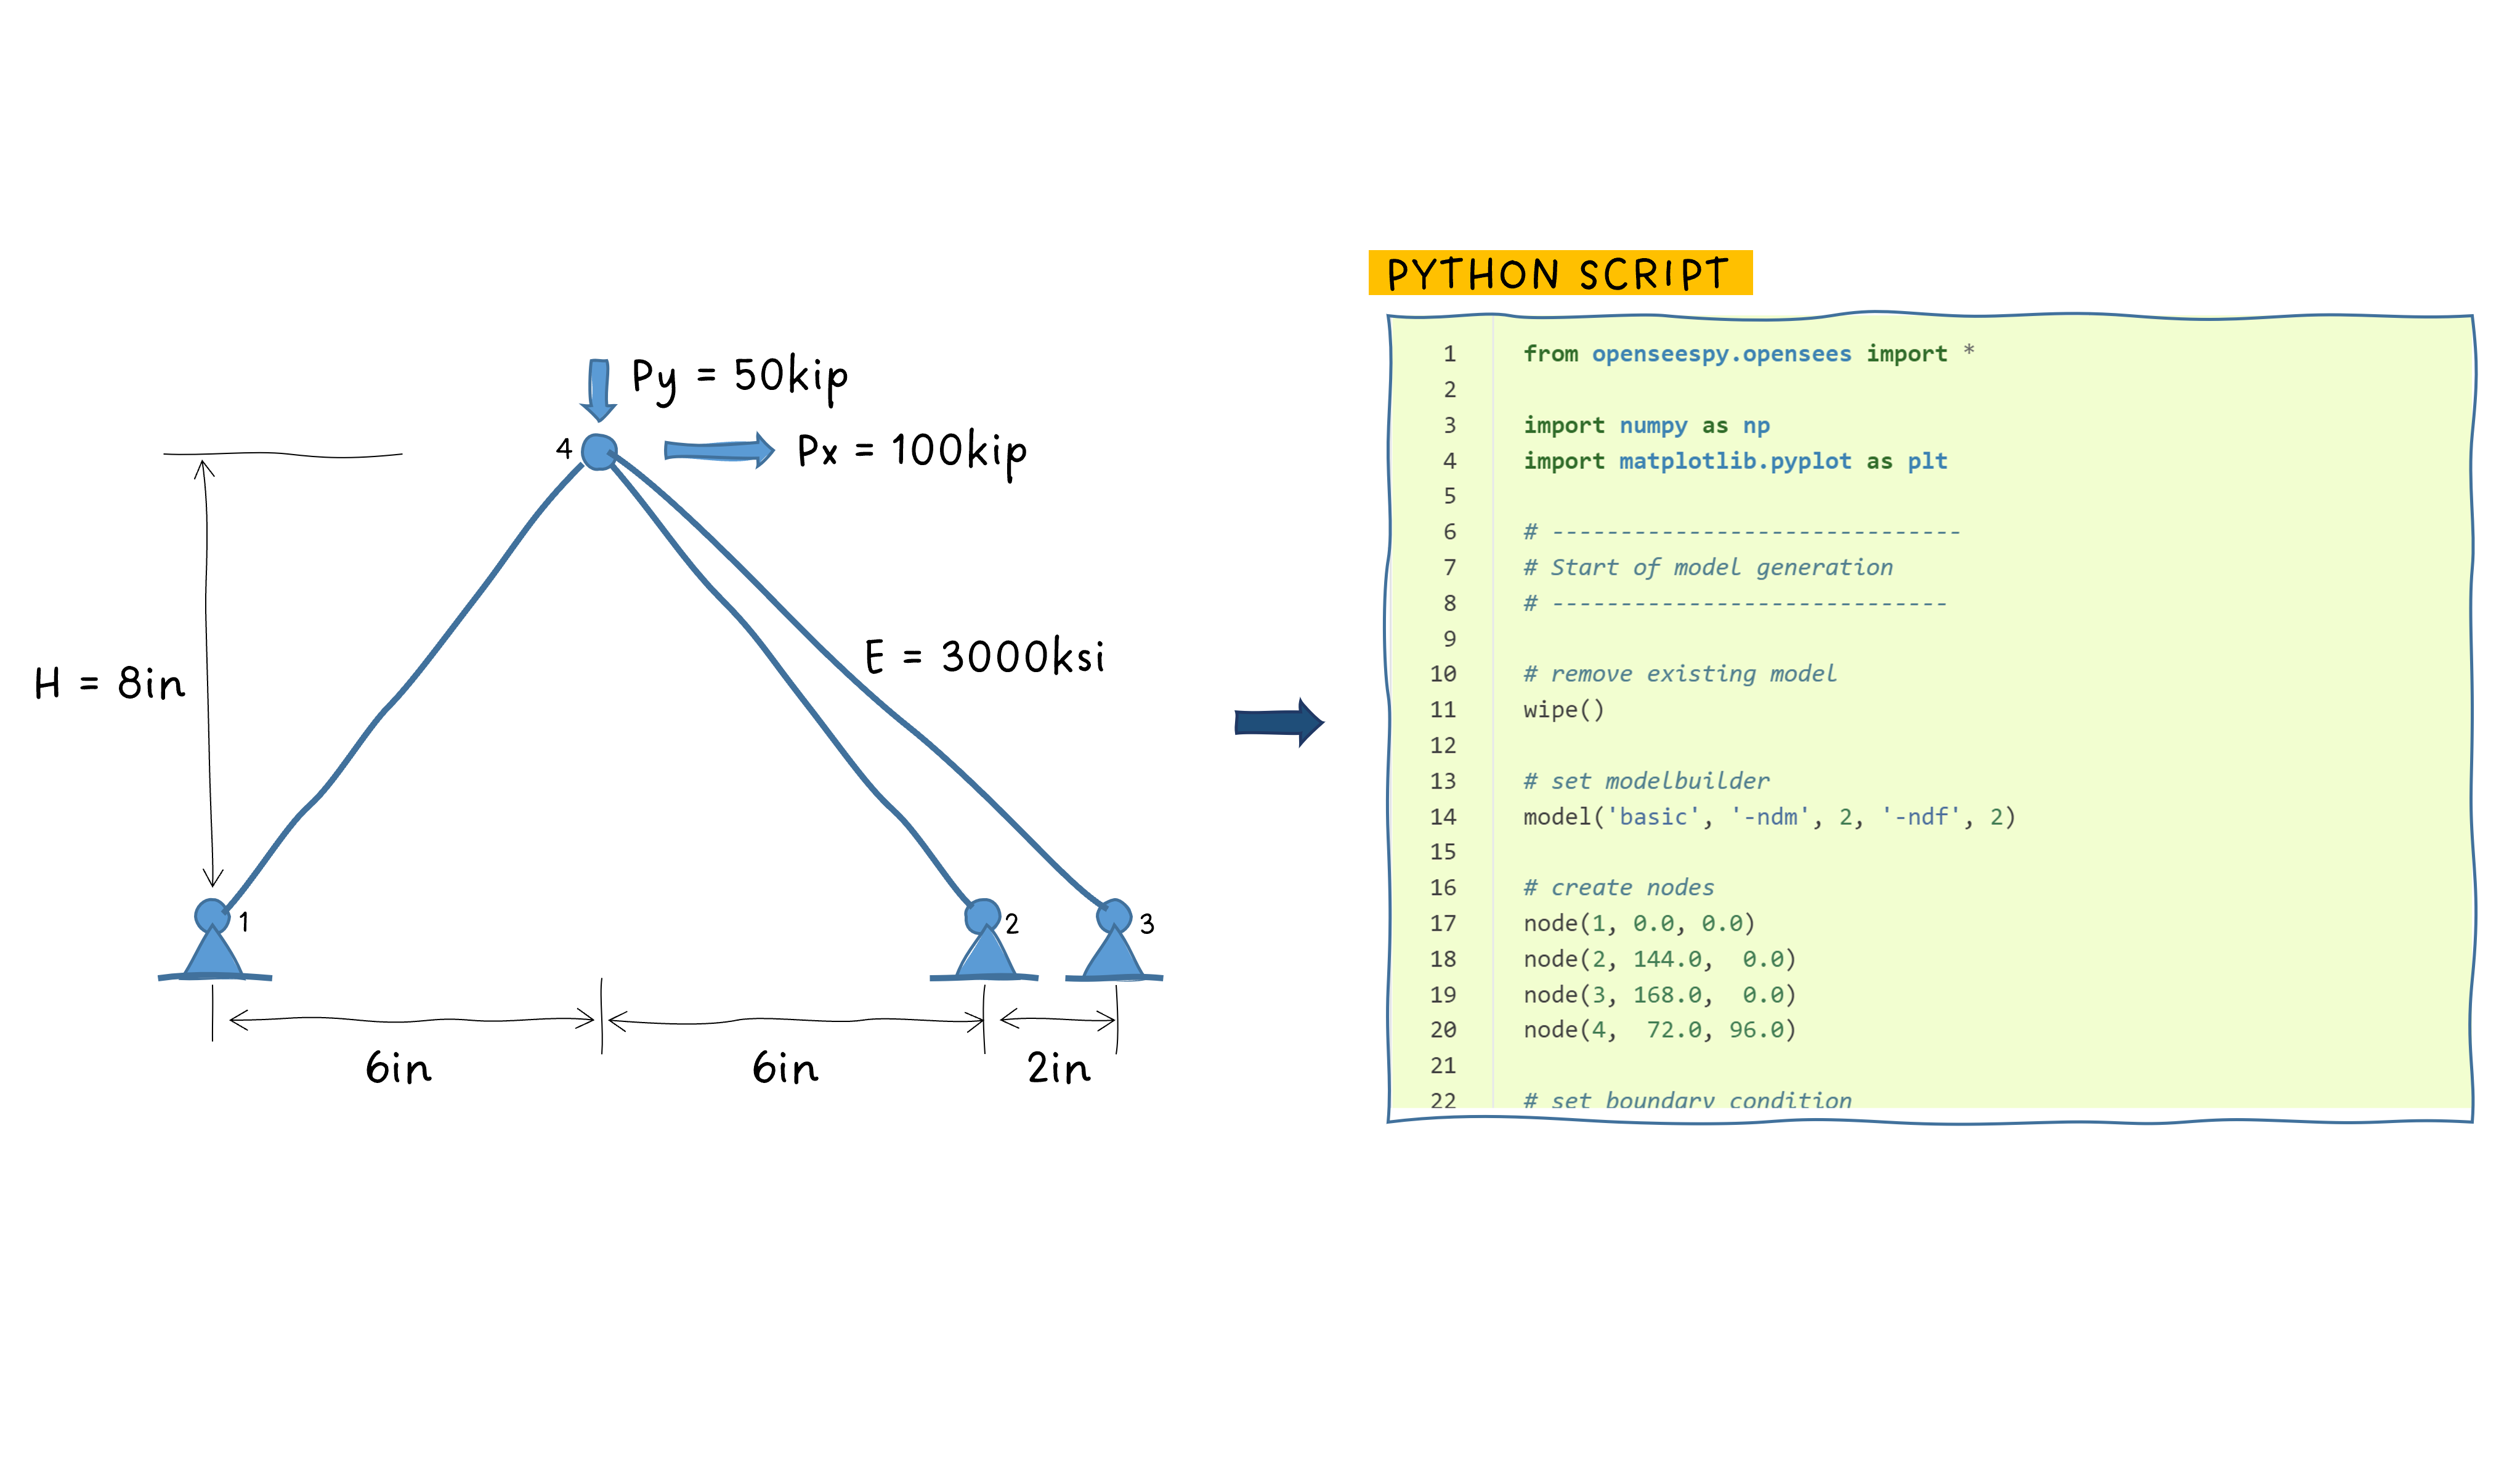 Py = 50kip
4
Px = 100kip
E = 3000ksi
H = 8in
1
2
3
6in
6in
2in
PYTHON SCRIPT
1 from openseespy.opensees import *
2
3 import numpy as np
4 import matplotlib.pyplot as plt
5
6 # ------------------------------
7 # Start of model generation
8 # -----------------------------
9
10 # remove existing model
11 wipe()
12
13 # set modelbuilder
14 model('basic', '-ndm', 2, '-ndf', 2)
15
16 # create nodes
17 node(1, 0.0, 0.0)
18 node(2, 144.0,  0.0)
19 node(3, 168.0,  0.0)
20 node(4,  72.0, 96.0)
21
22 # set boundary condition